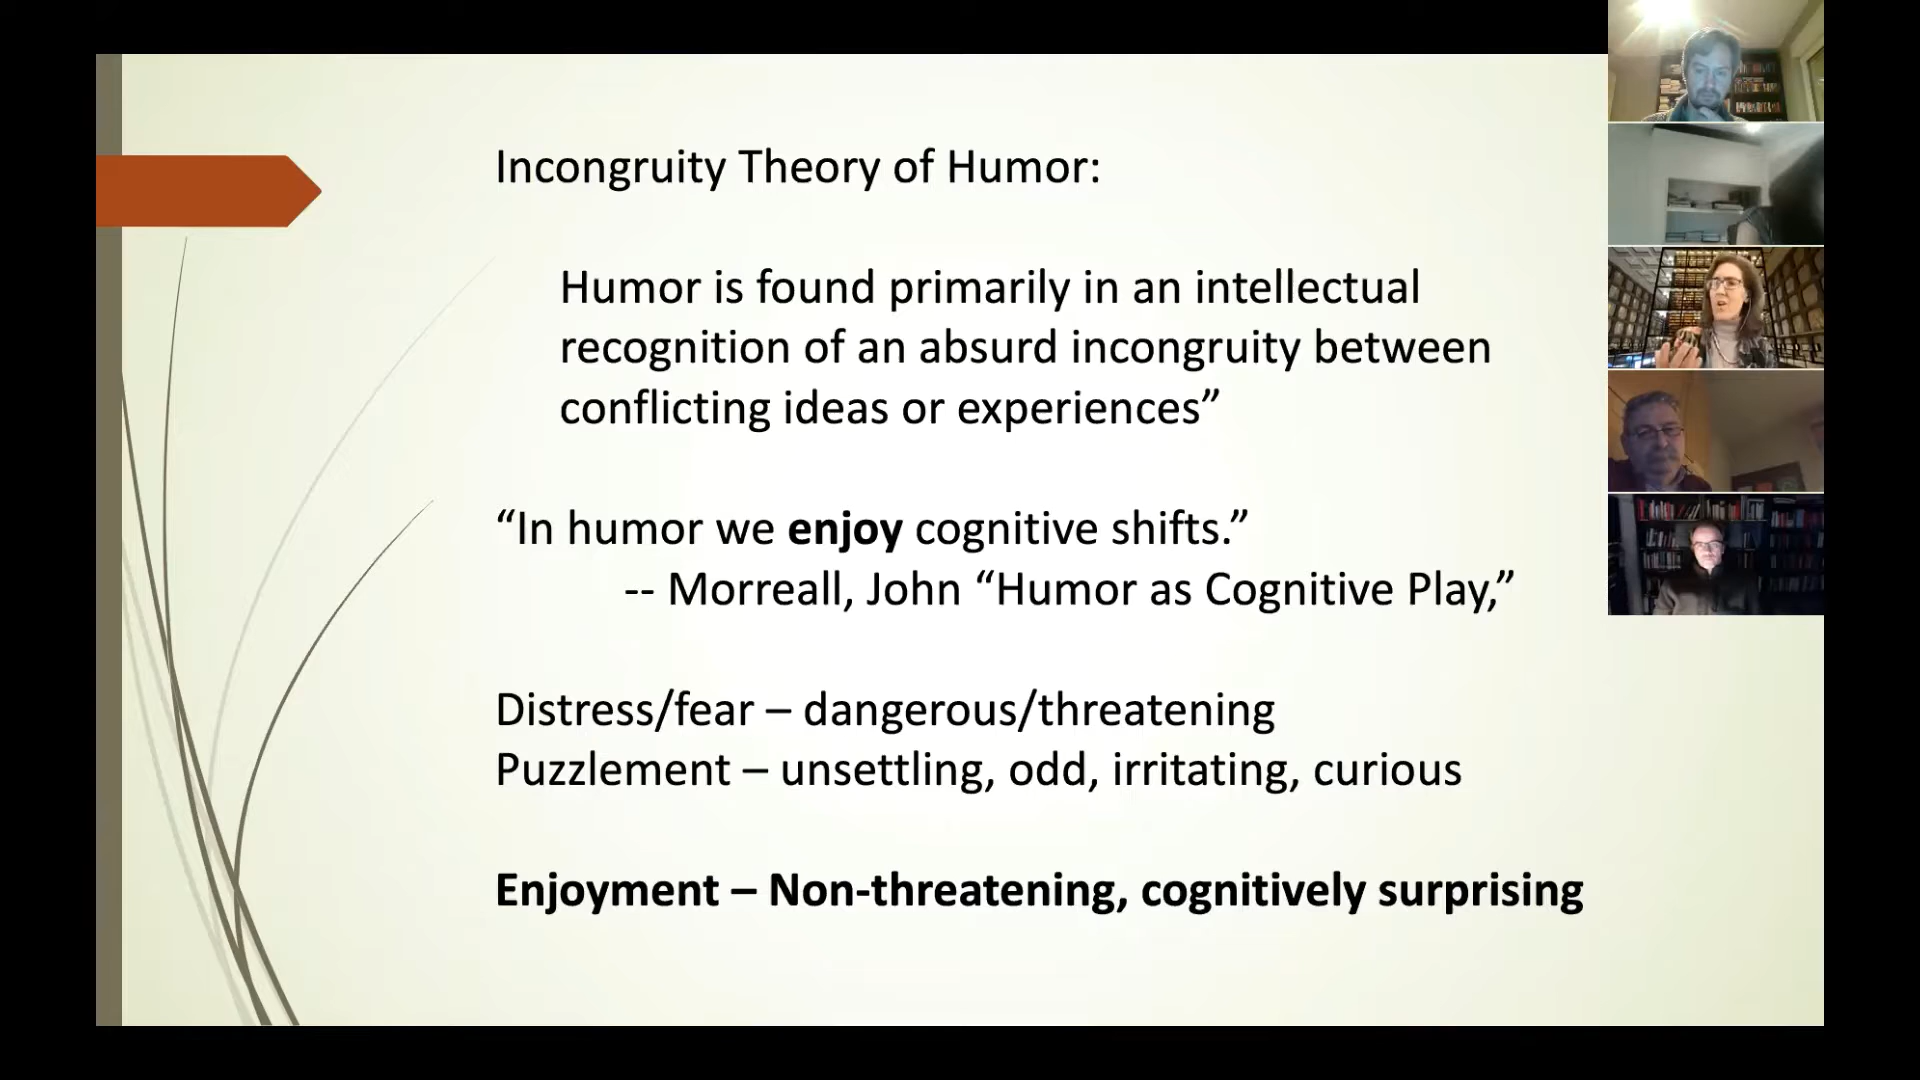 Incongruity Theory of Humor:
Humor is found primarily in an intellectual
recognition of an absurd incongruity between
conflicting ideas or experiences”
“In humor we enjoy cognitive shifts.”
-- Morreall, John “Humor as Cognitive Play,”
Distress/fear – dangerous/threatening
Puzzlement – unsettling, odd, irritating, curious
Enjoyment – Non-threatening, cognitively surprising